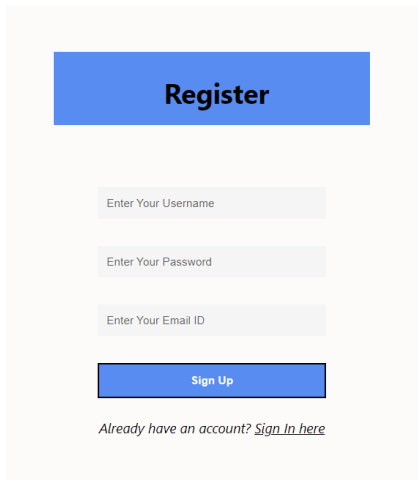 Register
Enter Your Username
Enter Your Password
Enter Your Email ID
Sign Up
Already have an account? Sign In here